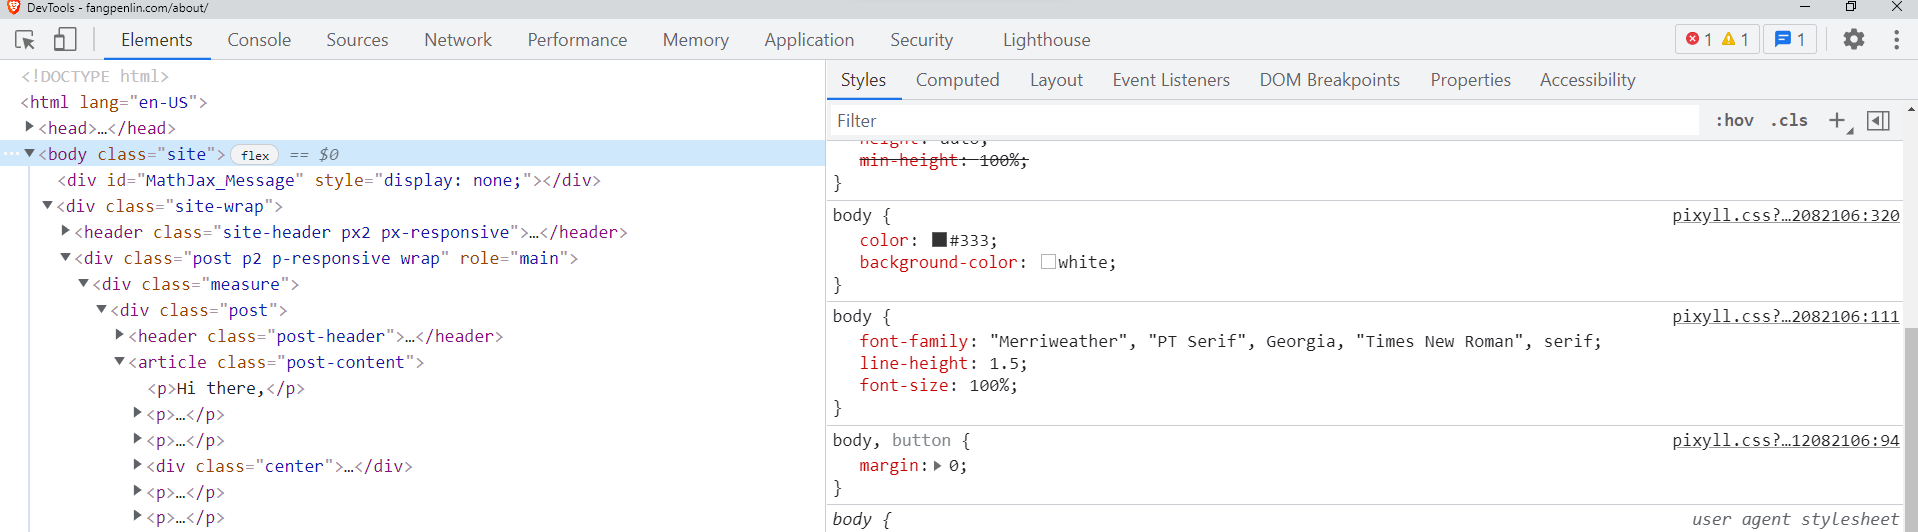 DevTools - fangpenlin.com/about/
Elements Console Sources Network Performance Memory Application Security Lighthouse 1 1 1
<!DOCTYPE html>
<html lang="en-US">
<head>…</head>
<body class="site"> flex == $0
<div id="MathJax_Message" style="display: none;"></div>
<div class="site-wrap">
<header class="site-header px2 px-responsive">…</header>
<div class="post p2 p-responsive wrap" role="main">
<div class="measure">
<div class="post">
<header class="post-header">…</header>
<article class="post-content">
<p>Hi there,</p>
<p>…</p>
<p>…</p>
<div class="center">…</div>
<p>…</p>
<p>…</p>
Styles Computed Layout Event Listeners DOM Breakpoints Properties Accessibility
Filter :hov .cls
height: auto;
min-height: 100%;
}
body { pixyll.css?…2082106:320
color: #333;
background-color: white;
}
body { pixyll.css?…2082106:111
font-family: "Merriweather", "PT Serif", Georgia, "Times New Roman", serif;
line-height: 1.5;
font-size: 100%;
}
body, button { pixyll.css?…12082106:94
margin: 0;
}
body { user agent stylesheet